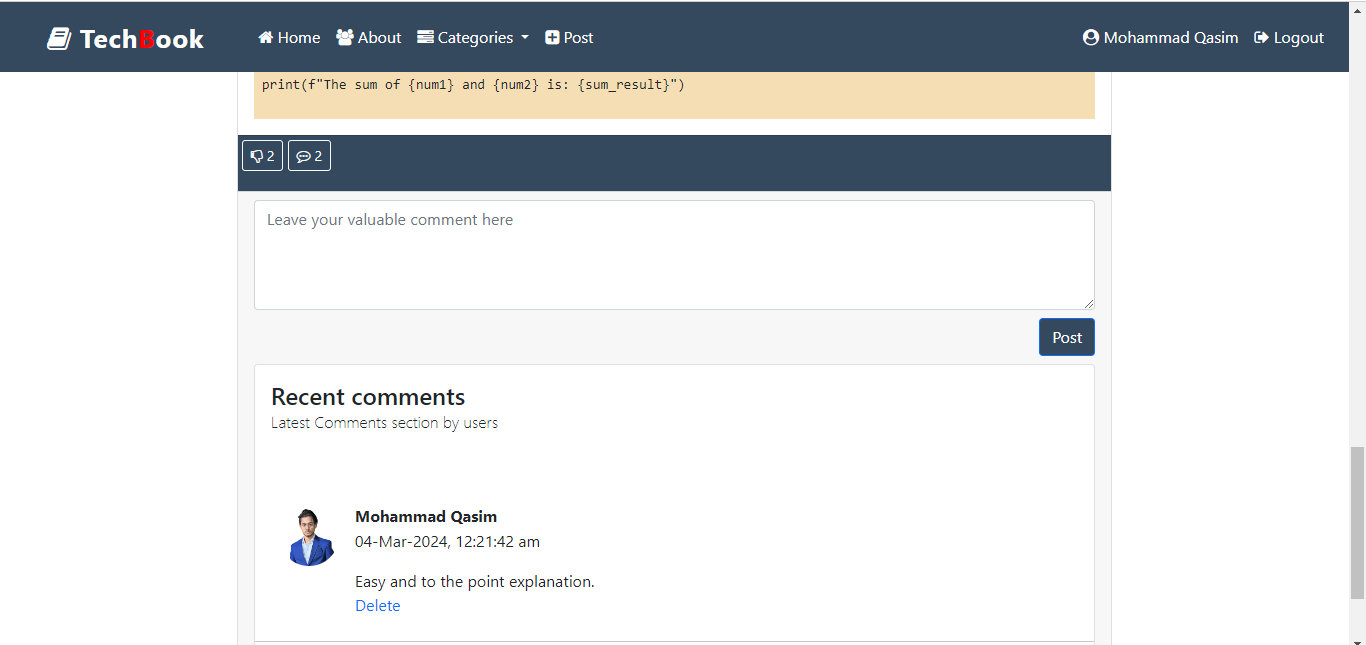 TechBook Home About Categories Post Mohammad Qasim Logout
print(f"The sum of {num1} and {num2} is: {sum_result}")
2 2
Leave your valuable comment here
Post
Recent comments
Latest Comments section by users
Mohammad Qasim
04-Mar-2024, 12:21:42 am
Easy and to the point explanation.
Delete